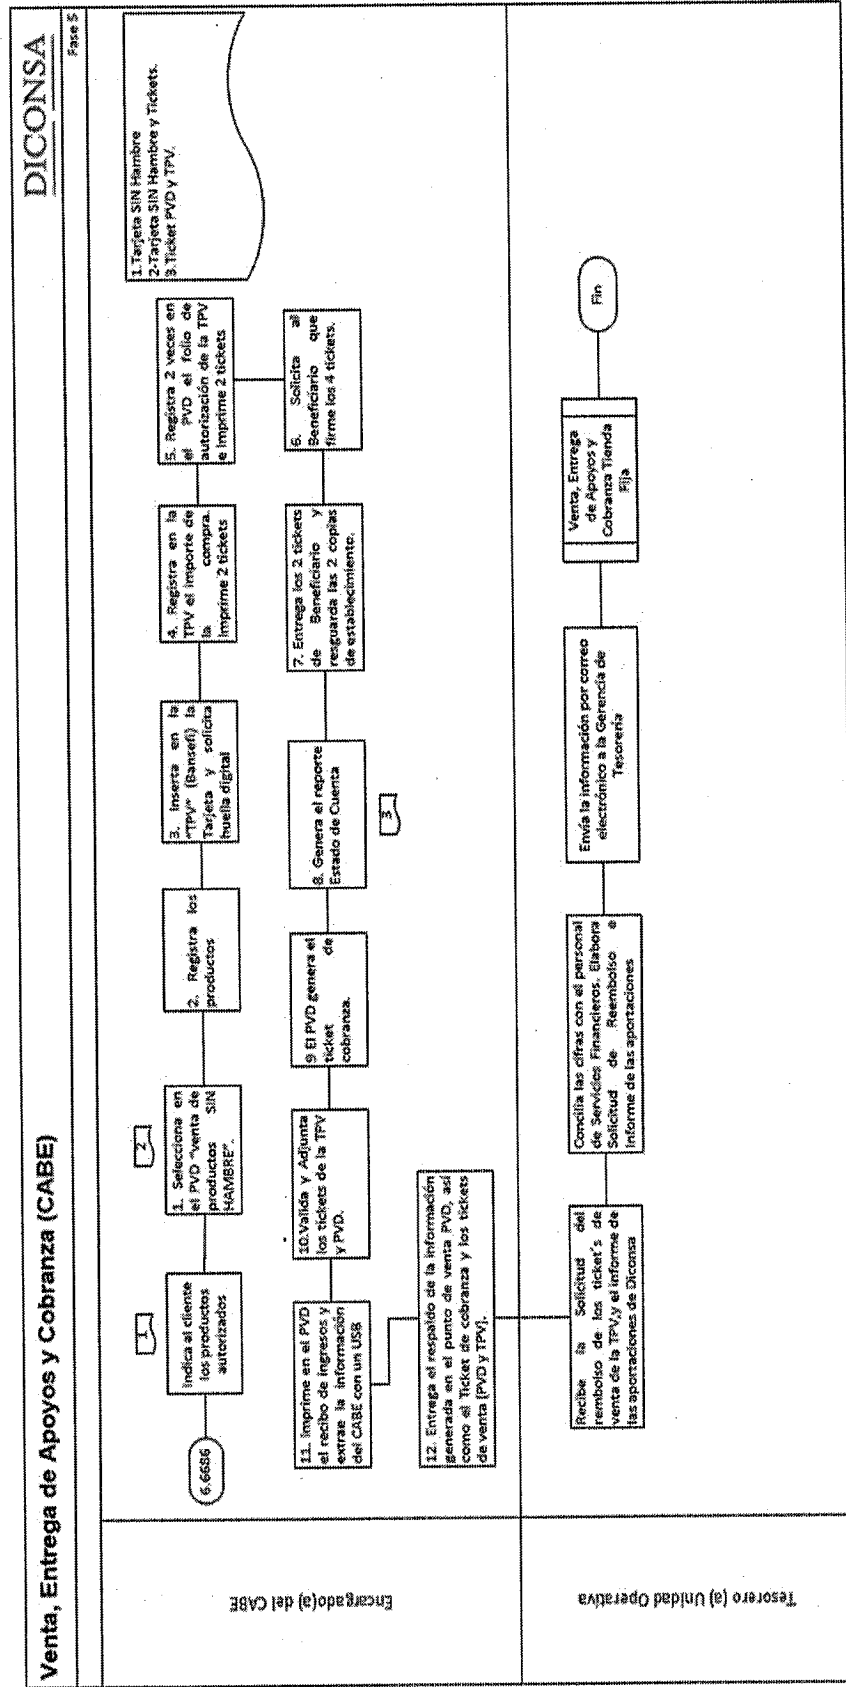 Venta, Entrega de Apoyos y Cobranza (CABE)
DICONSA
Fase 5
Encargado(a) del CABE
6.6686
1
Indica al cliente
los productos
autorizados
2
1. Selecciona en
el PVD "venta de
productos SIN
HAMBRE".
2. Registra los
productos
3. Inserta en la
"TPV" (Bansefi) la
Tarjeta y solicita
huella digital
4. Registra en la
TPV el importe de
la compra.
Imprime 2 tickets
5. Registra 2 veces en
el PVD el folio de
autorización de la TPV
e imprime 2 tickets
1.Tarjeta SIN Hambre
2-Tarjeta SIN Hambre y Tickets.
3.Ticket PVD y TPV.
6. Solicita al
Beneficiario que
firme los 4 tickets.
7. Entrega los 2 tickets
de Beneficiario y
resguarda las 2 copias
de establecimiento.
8. Genera el reporte
Estado de Cuenta
3
9 El PVD genera el
ticket de
cobranza.
10.Valida y Adjunta
los tickets de la TPV
y PVD.
11. Imprime en el PVD
el recibo de ingresos y
extrae la información
del CABE con un USB
12. Entrega el respaldo de la información
generada en el punto de venta PVD, así
como el Ticket de cobranza y los tickets
de venta (PVD y TPV).
Tesorero (a) Unidad Operativa
Recibe la Solicitud del
rembolso de los ticket´s de
venta de la TPV,y el informe de
las aportaciones de Diconsa
Concilia las cifras con el personal
de Servicios Financieros. Elabora
Solicitud de Reembolso e
informe de las aportaciones
Envía la información por correo
electrónico a la Gerencia de
Tesorería
Venta, Entrega
de Apoyos y
Cobranza Tienda
Fija
Fin